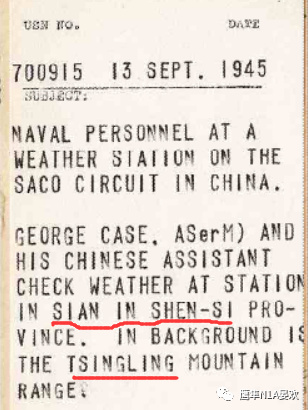 USN NO. DATE
700915 13 SEPT. 1945
SUBJECT:
NAVAL PERSONNEL AT A
WEATHER STATION ON THE
SACO CIRCUIT IN CHINA.
GEORGE CASE, ASerM) AND
HIS CHINESE ASSISTANT
CHECK WEATHER AT STATION
IN SIAN IN SHEN-SI PRO-
VINCE. IN BACKGROUND IS
THE TSINGLING MOUNTAIN
RANGE.